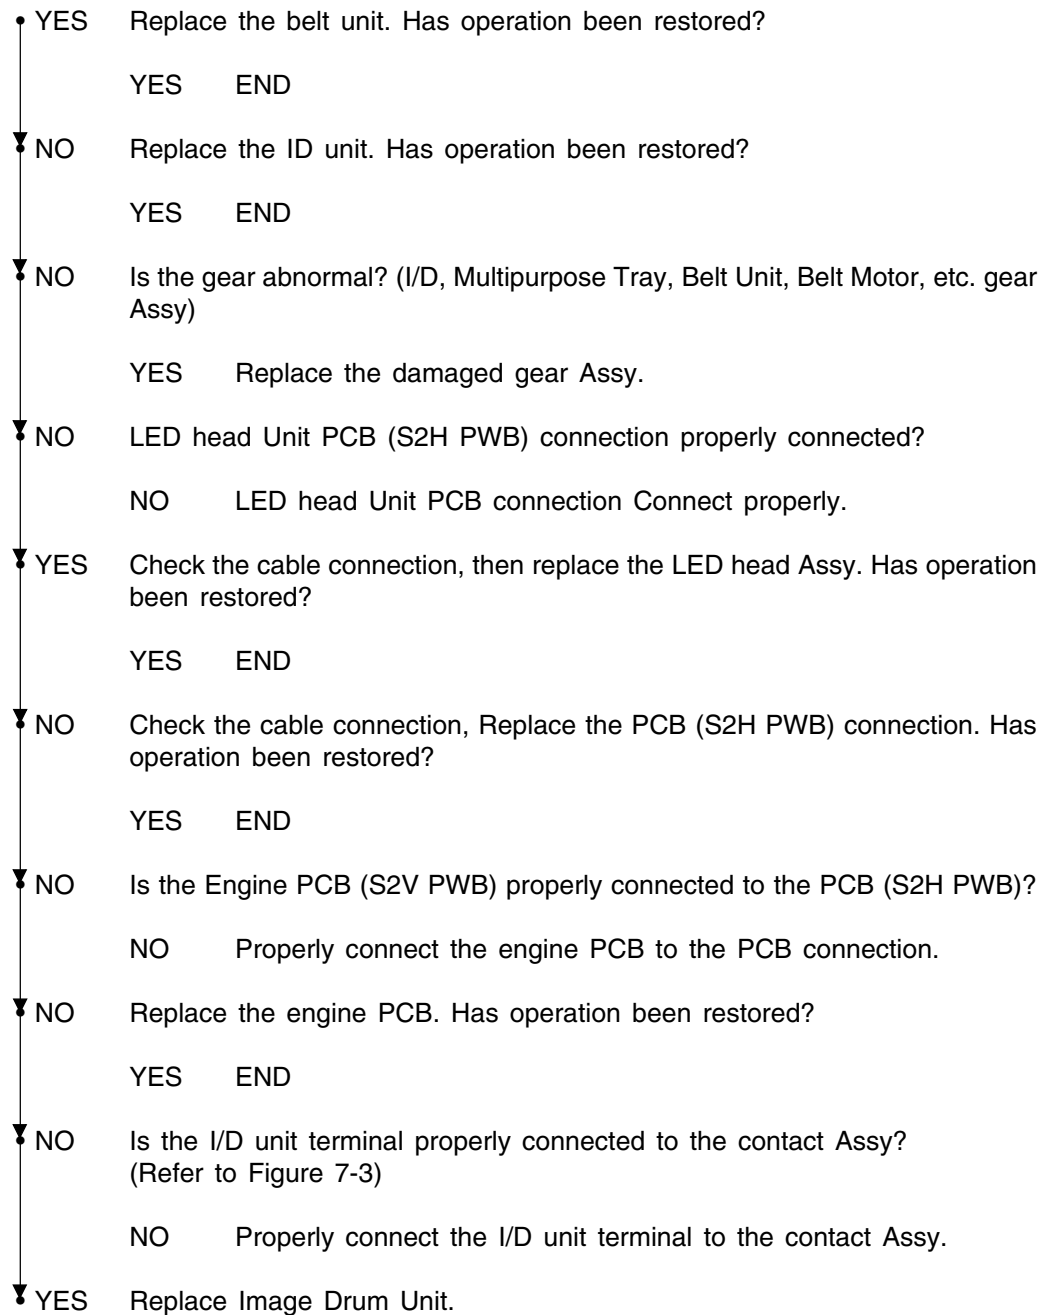 YES Replace the belt unit. Has operation been restored?
YES END
NO Replace the ID unit. Has operation been restored?
YES END
NO Is the gear abnormal? (I/D, Multipurpose Tray, Belt Unit, Belt Motor, etc. gear
Assy)
YES Replace the damaged gear Assy.
NO LED head Unit PCB (S2H PWB) connection properly connected?
NO LED head Unit PCB connection Connect properly.
YES Check the cable connection, then replace the LED head Assy. Has operation
been restored?
YES END
NO Check the cable connection, Replace the PCB (S2H PWB) connection. Has
operation been restored?
YES END
NO Is the Engine PCB (S2V PWB) properly connected to the PCB (S2H PWB)?
NO Properly connect the engine PCB to the PCB connection.
NO Replace the engine PCB. Has operation been restored?
YES END
NO Is the I/D unit terminal properly connected to the contact Assy?
(Refer to Figure 7-3)
NO Properly connect the I/D unit terminal to the contact Assy.
YES Replace Image Drum Unit.